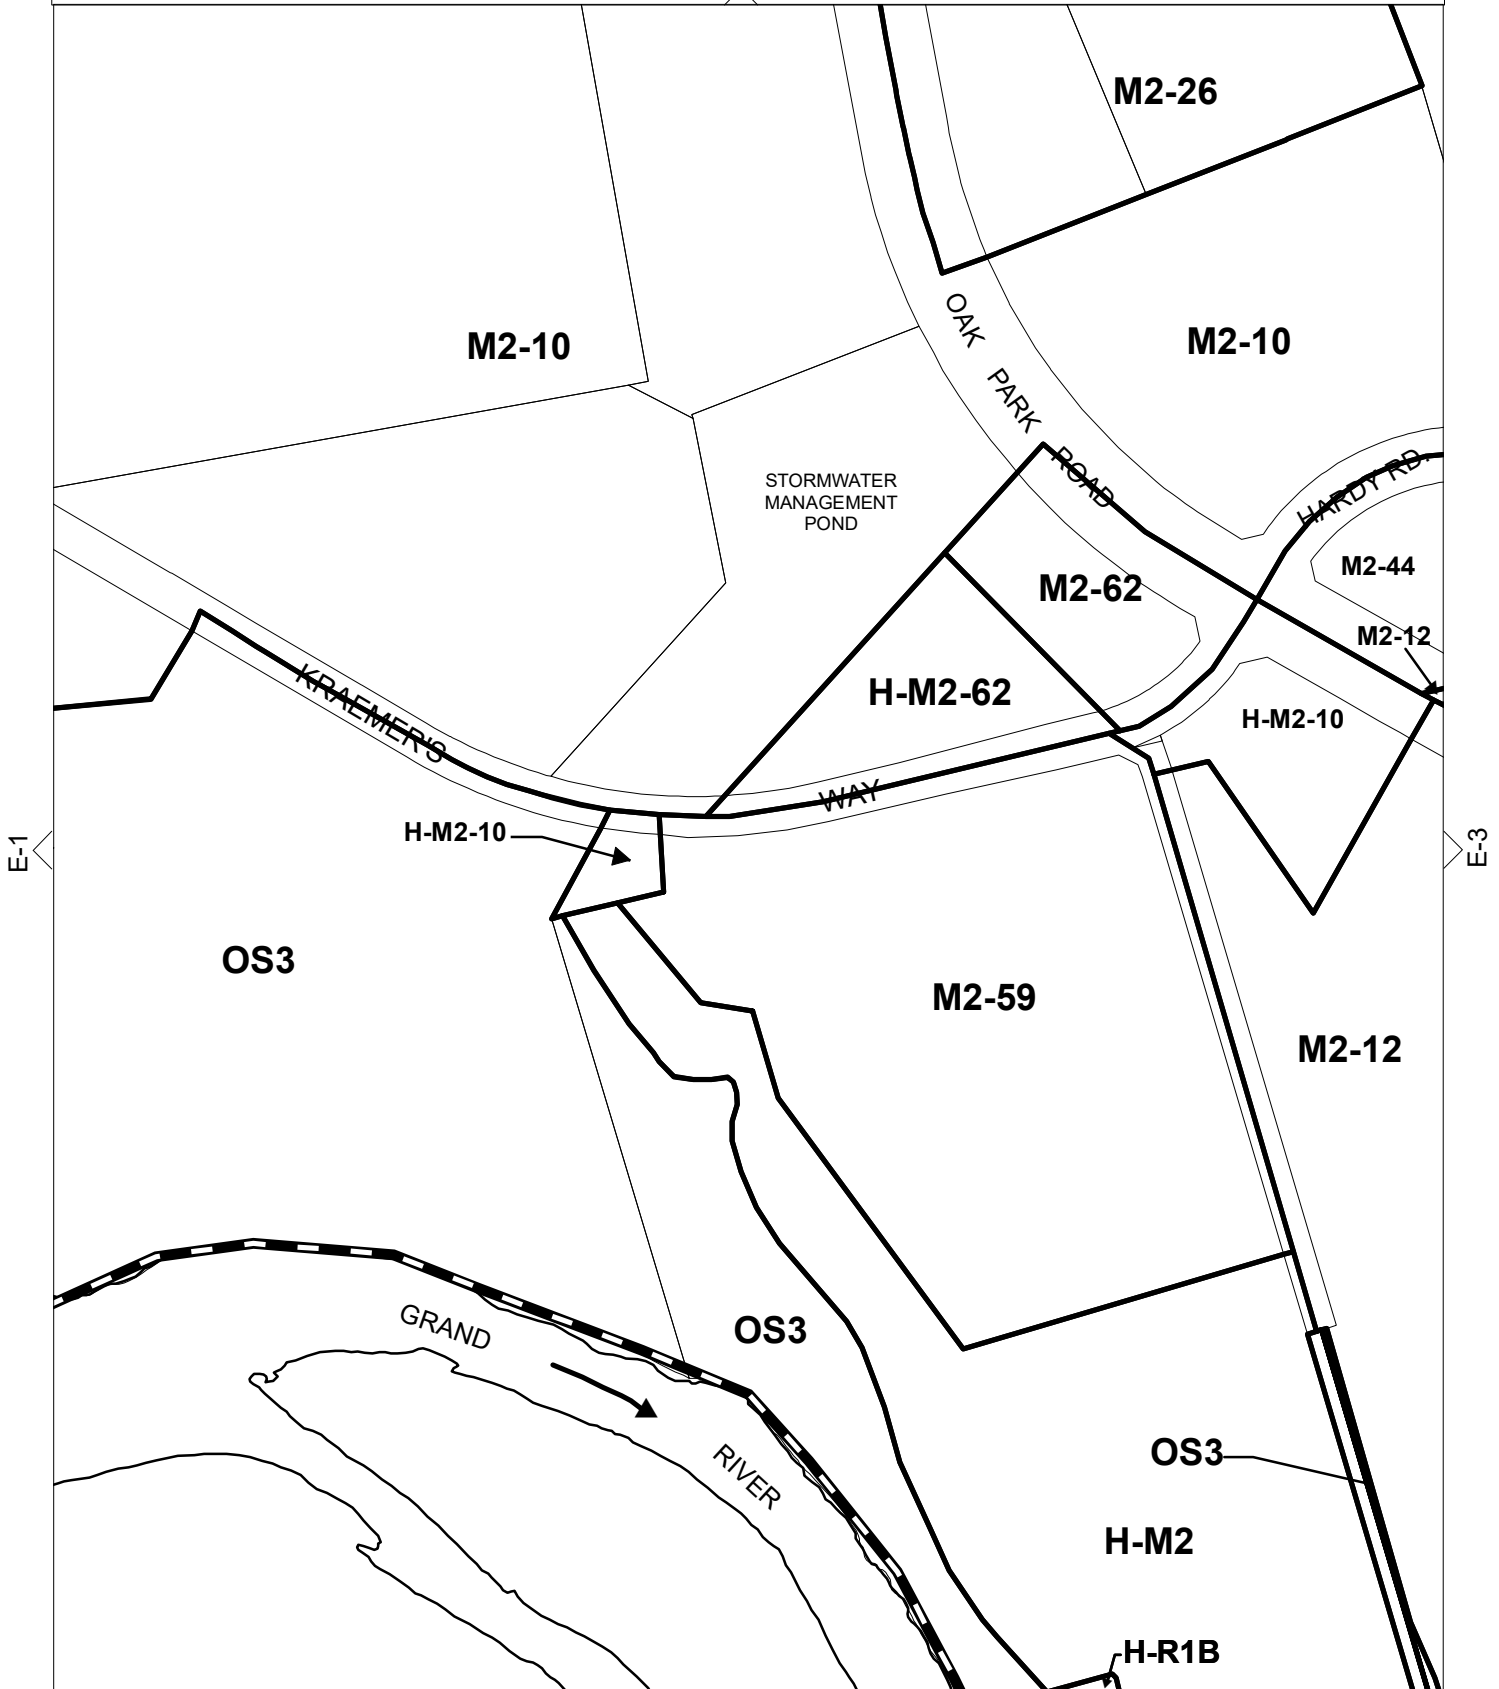 M2-26
M2-10
M2-10
OAK PARK ROAD
HARDY RD.
STORMWATER
MANAGEMENT
POND
M2-44
M2-62
M2-12
H-M2-62
H-M2-10
KRAEMER'S WAY
H-M2-10
E-1
E-3
OS3
M2-59
M2-12
GRAND RIVER
OS3
OS3
H-M2
H-R1B